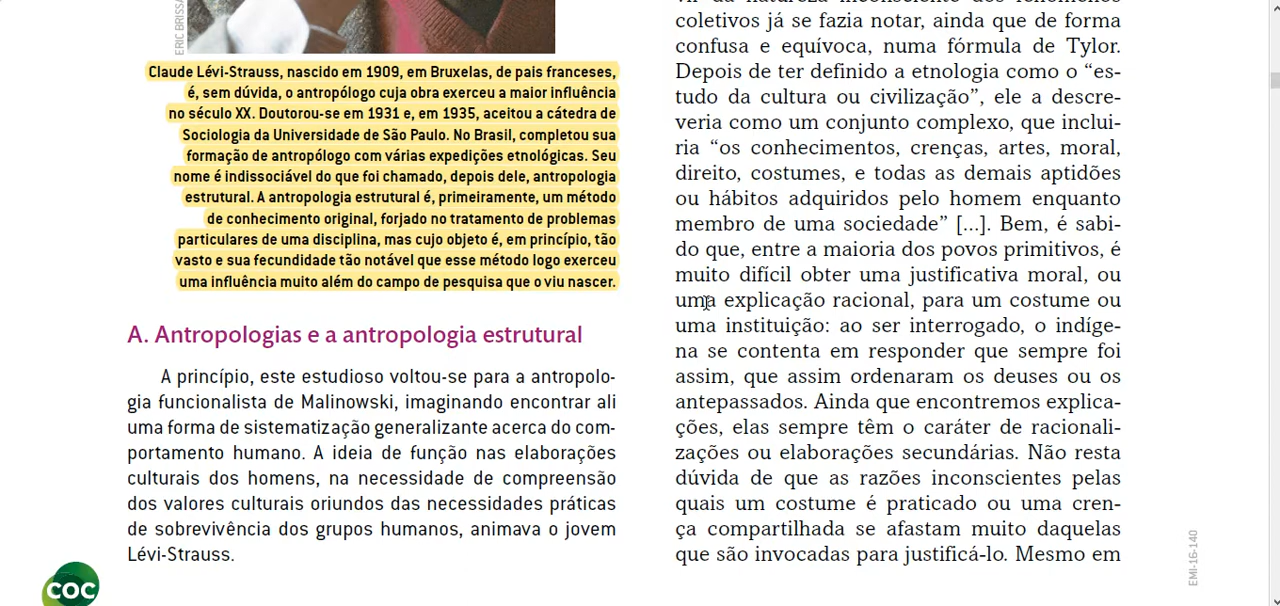 ERIC BRISSA
Claude Lévi-Strauss, nascido em 1909, em Bruxelas, de pais franceses,
é, sem dúvida, o antropólogo cuja obra exerceu a maior influência
no século XX. Doutorou-se em 1931 e, em 1935, aceitou a cátedra de
Sociologia da Universidade de São Paulo. No Brasil, completou sua
formação de antropólogo com várias expedições etnológicas. Seu
nome é indissociável do que foi chamado, depois dele, antropologia
estrutural. A antropologia estrutural é, primeiramente, um método
de conhecimento original, forjado no tratamento de problemas
particulares de uma disciplina, mas cujo objeto é, em princípio, tão
vasto e sua fecundidade tão notável que esse método logo exerceu
uma influência muito além do campo de pesquisa que o viu nascer.
A. Antropologias e a antropologia estrutural
A princípio, este estudioso voltou-se para a antropolo-
gia funcionalista de Malinowski, imaginando encontrar ali
uma forma de sistematização generalizante acerca do com-
portamento humano. A ideia de função nas elaborações
culturais dos homens, na necessidade de compreensão
dos valores culturais oriundos das necessidades práticas
de sobrevivência dos grupos humanos, animava o jovem
Lévi-Strauss.
COC
coletivos já se fazia notar, ainda que de forma
confusa e equívoca, numa fórmula de Tylor.
Depois de ter definido a etnologia como o “es-
tudo da cultura ou civilização”, ele a descre-
veria como um conjunto complexo, que inclui-
ria “os conhecimentos, crenças, artes, moral,
direito, costumes, e todas as demais aptidões
ou hábitos adquiridos pelo homem enquanto
membro de uma sociedade” [...]. Bem, é sabi-
do que, entre a maioria dos povos primitivos, é
muito difícil obter uma justificativa moral, ou
uma explicação racional, para um costume ou
uma instituição: ao ser interrogado, o indíge-
na se contenta em responder que sempre foi
assim, que assim ordenaram os deuses ou os
antepassados. Ainda que encontremos explica-
ções, elas sempre têm o caráter de racionali-
zações ou elaborações secundárias. Não resta
dúvida de que as razões inconscientes pelas
quais um costume é praticado ou uma cren-
ça compartilhada se afastam muito daquelas
que são invocadas para justificá-lo. Mesmo em
EMI-16-140